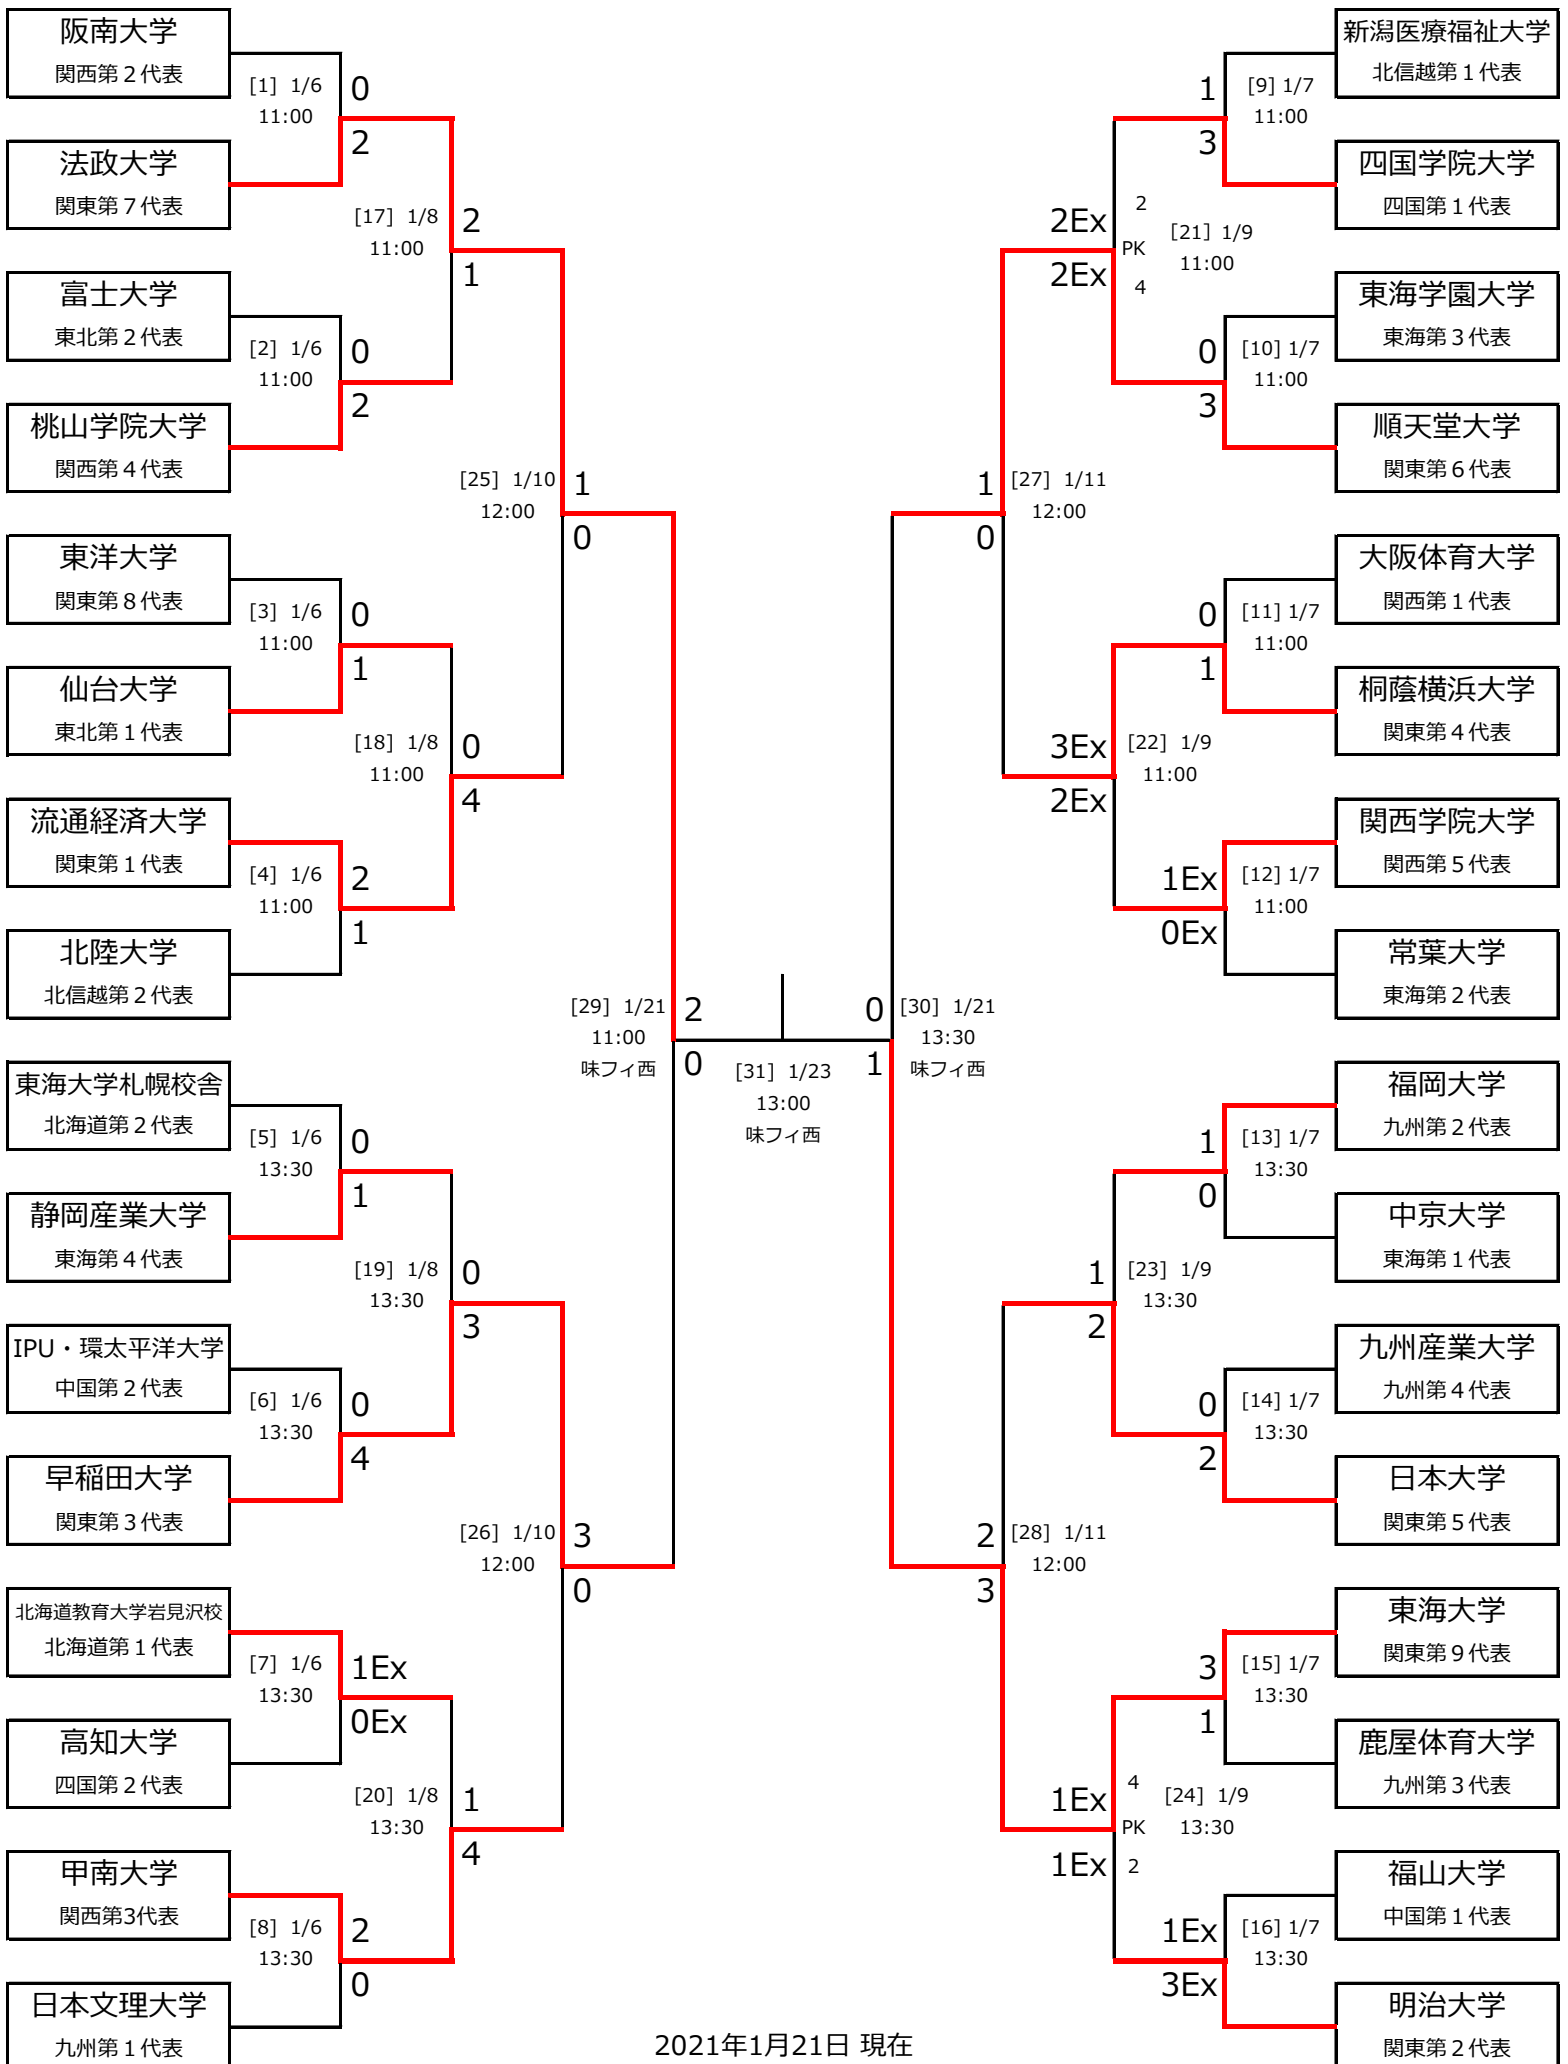 阪南大学
関西第２代表
[1] 1/6
11:00
0
2
法政大学
関東第７代表
[17] 1/8
11:00
2
1
富士大学
東北第２代表
[2] 1/6
11:00
0
2
桃山学院大学
関西第４代表
[25] 1/10
12:00
1
0
東洋大学
関東第８代表
[3] 1/6
11:00
0
1
仙台大学
東北第１代表
[18] 1/8
11:00
0
4
流通経済大学
関東第１代表
[4] 1/6
11:00
2
1
北陸大学
北信越第２代表
[29] 1/21
11:00
味フィ西
2
0
東海大学札幌校舎
北海道第２代表
[5] 1/6
13:30
0
1
静岡産業大学
東海第４代表
[19] 1/8
13:30
0
3
IPU・環太平洋大学
中国第２代表
[6] 1/6
13:30
0
4
早稲田大学
関東第３代表
[26] 1/10
12:00
3
0
北海道教育大学岩見沢校
北海道第１代表
[7] 1/6
13:30
1Ex
0Ex
高知大学
四国第２代表
[20] 1/8
13:30
1
4
甲南大学
関西第3代表
[8] 1/6
13:30
2
0
日本文理大学
九州第１代表
[31] 1/23
13:00
味フィ西
新潟医療福祉大学
北信越第１代表
1
3
[9] 1/7
11:00
四国学院大学
四国第１代表
2Ex
2Ex
2
PK
4
[21] 1/9
11:00
東海学園大学
東海第３代表
0
3
[10] 1/7
11:00
順天堂大学
関東第６代表
1
0
[27] 1/11
12:00
大阪体育大学
関西第１代表
0
1
[11] 1/7
11:00
桐蔭横浜大学
関東第４代表
3Ex
2Ex
[22] 1/9
11:00
関西学院大学
関西第５代表
1Ex
0Ex
[12] 1/7
11:00
常葉大学
東海第２代表
0
1
[30] 1/21
13:30
味フィ西
福岡大学
九州第２代表
1
0
[13] 1/7
13:30
中京大学
東海第１代表
1
2
[23] 1/9
13:30
九州産業大学
九州第４代表
0
2
[14] 1/7
13:30
日本大学
関東第５代表
2
3
[28] 1/11
12:00
東海大学
関東第９代表
3
1
[15] 1/7
13:30
鹿屋体育大学
九州第３代表
1Ex
1Ex
4
PK
2
[24] 1/9
13:30
福山大学
中国第１代表
1Ex
3Ex
[16] 1/7
13:30
明治大学
関東第２代表
2021年1月21日 現在